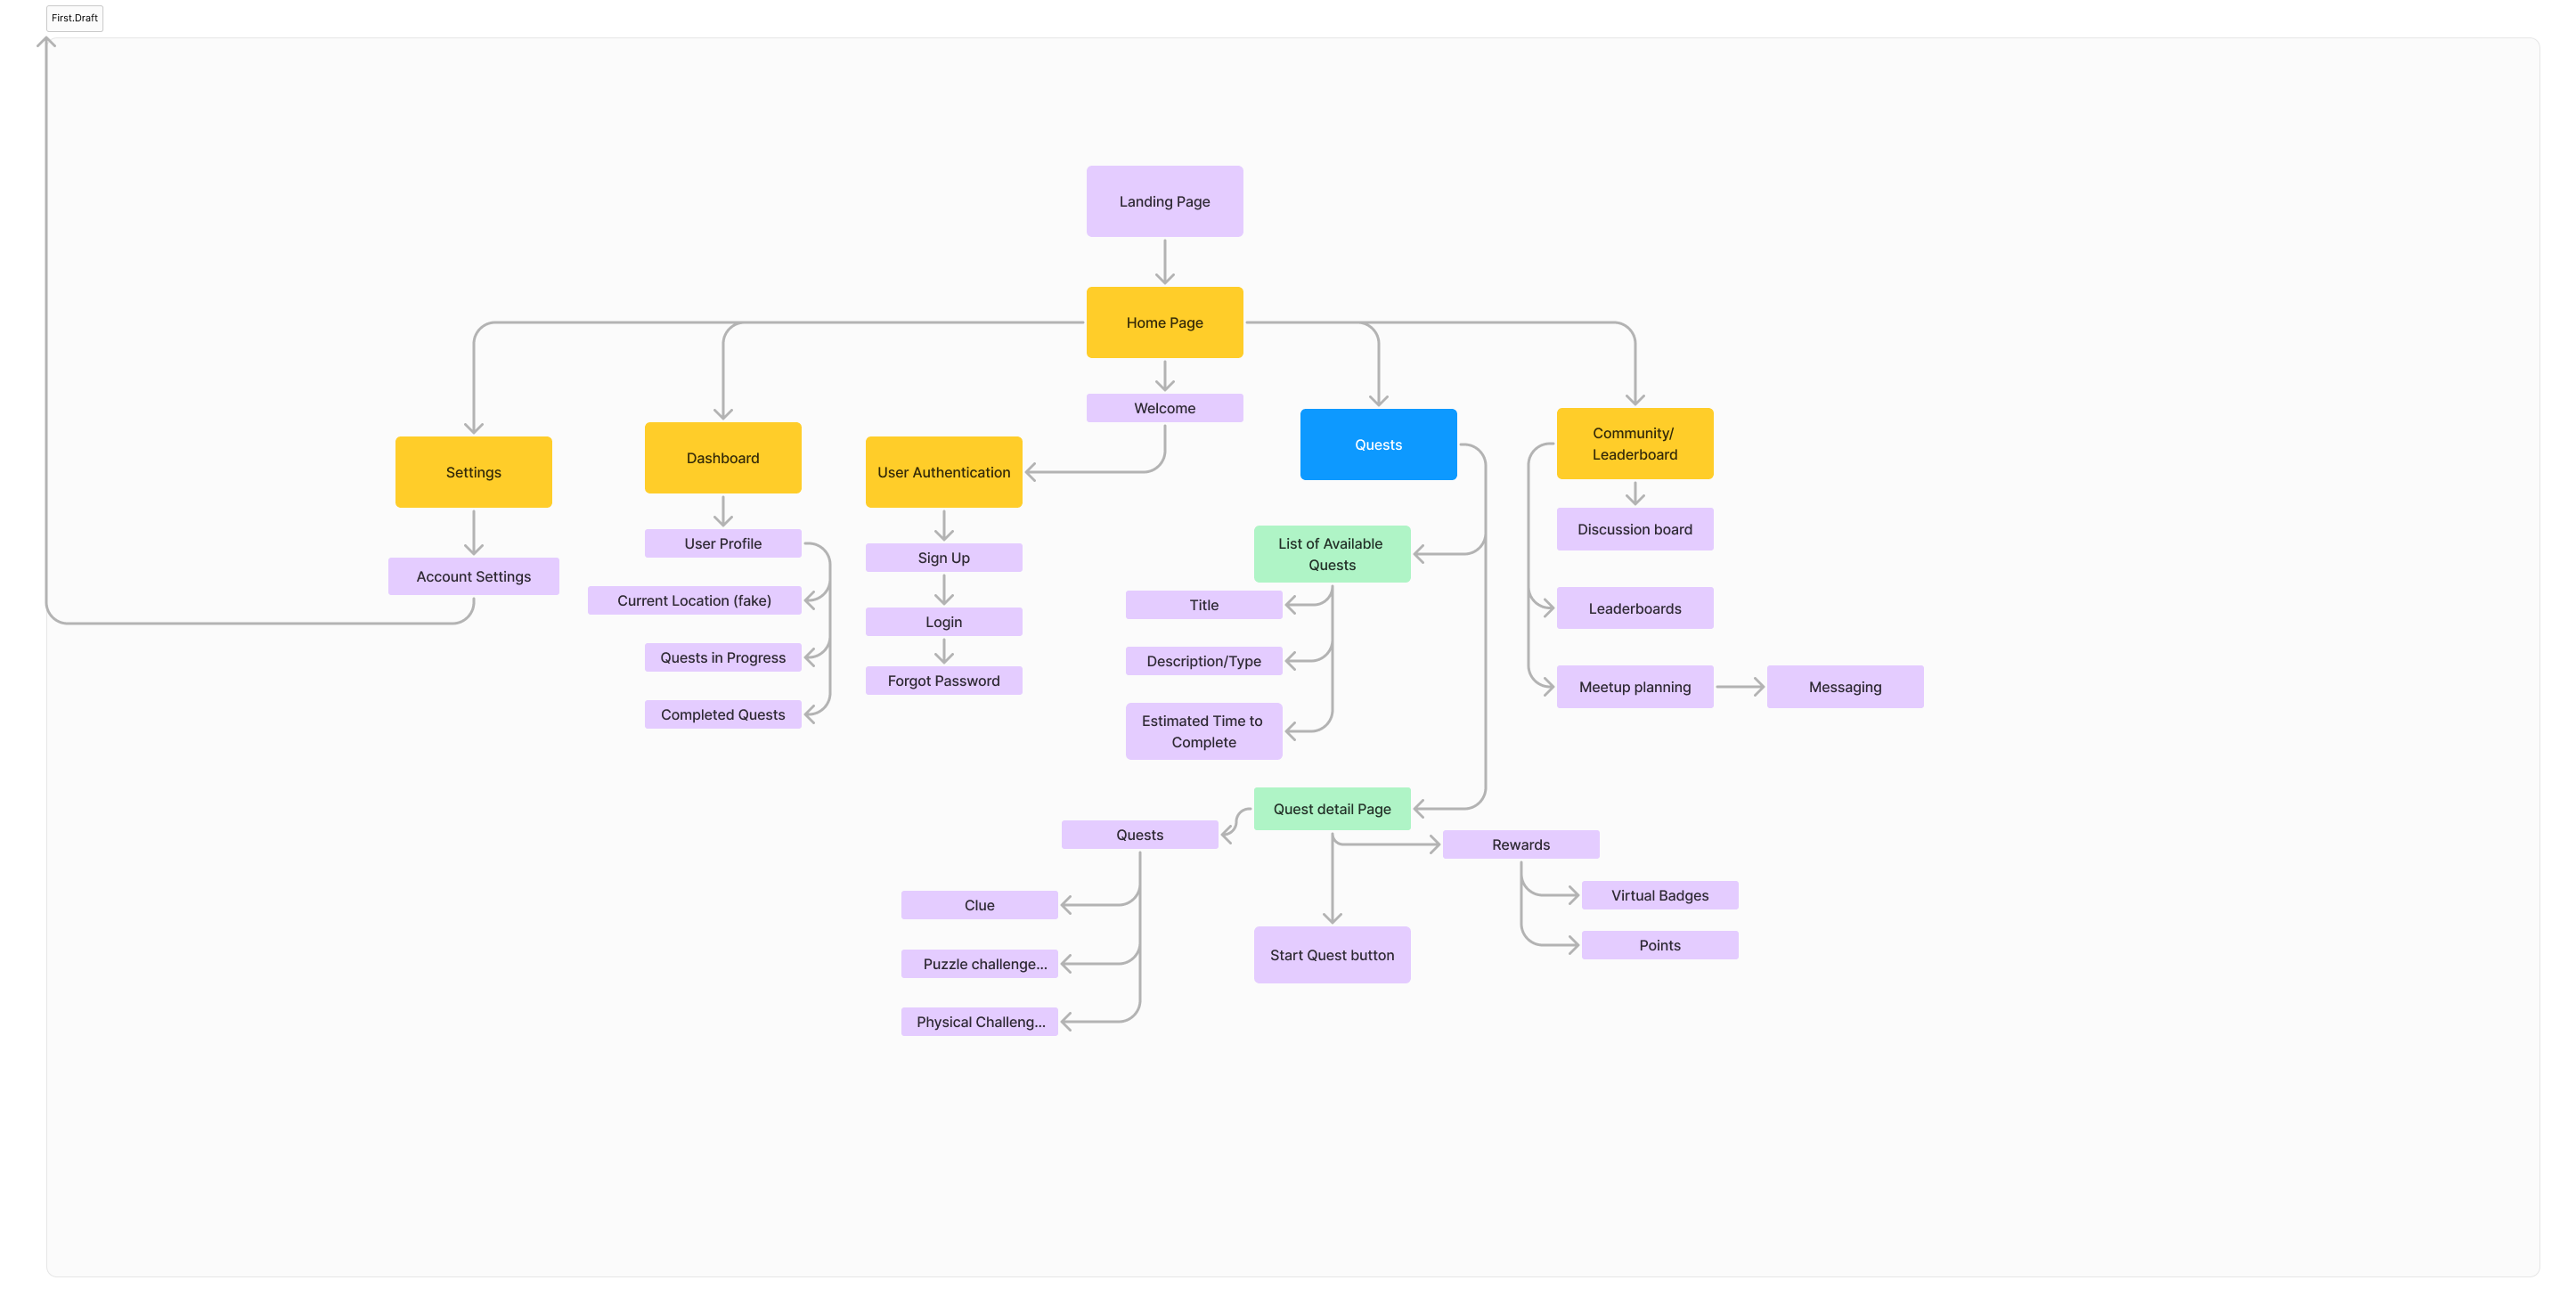 First.Draft
Landing Page
Home Page
Welcome
Settings
Account Settings
Dashboard
User Profile
Current Location (fake)
Quests in Progress
Completed Quests
User Authentication
Sign Up
Login
Forgot Password
Quests
List of Available
Quests
Title
Description/Type
Estimated Time to
Complete
Quest detail Page
Quests
Clue
Puzzle challenge...
Physical Challeng...
Start Quest button
Rewards
Virtual Badges
Points
Community/
Leaderboard
Discussion board
Leaderboards
Meetup planning
Messaging